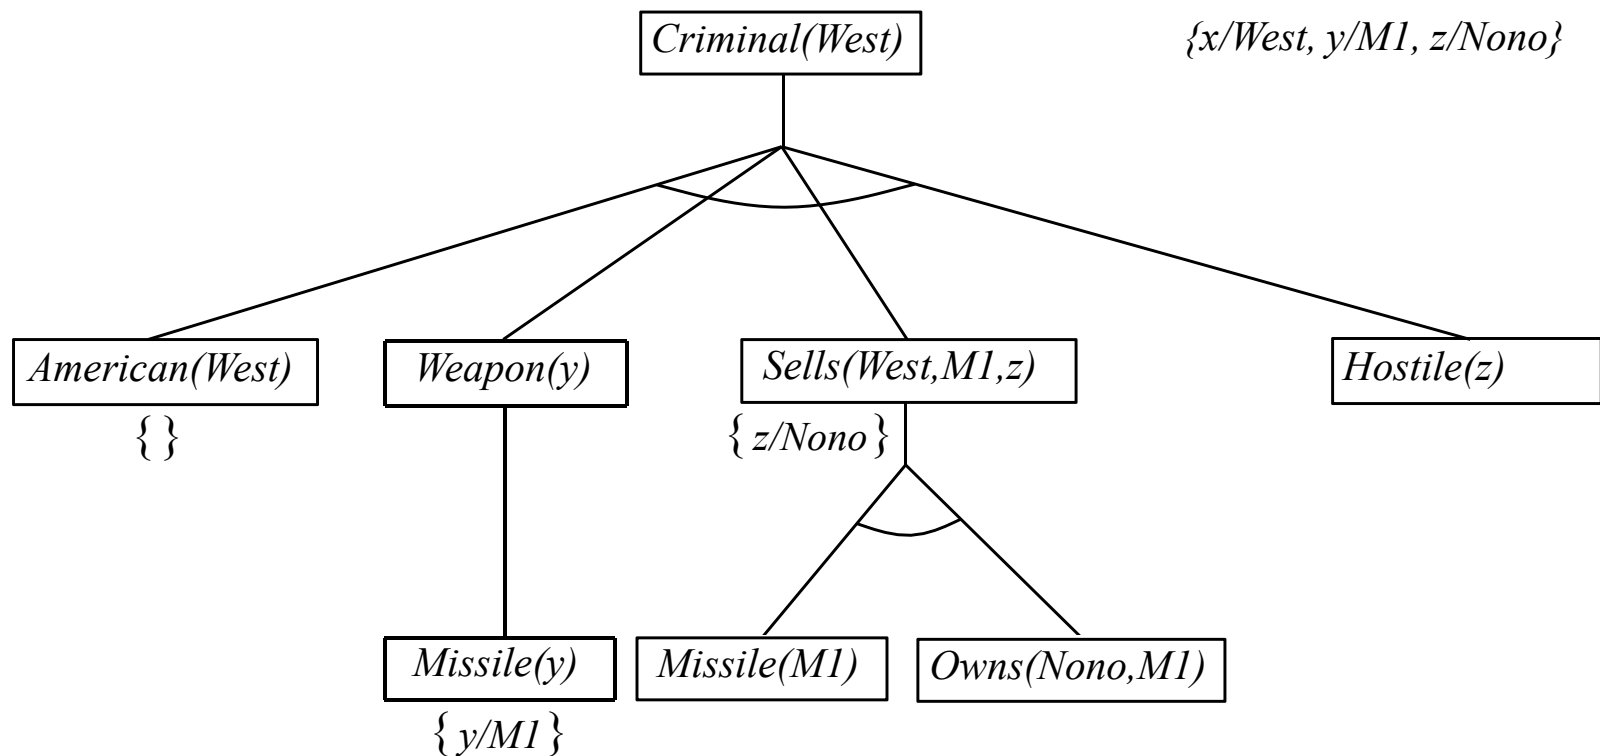 Criminal(West)
{x/West, y/M1, z/Nono}
American(West)
Weapon(y)
Sells(West,M1,z)
Hostile(z)
{ }
{ z/Nono }
Missile(y)
Missile(M1)
Owns(Nono,M1)
{ y/M1 }